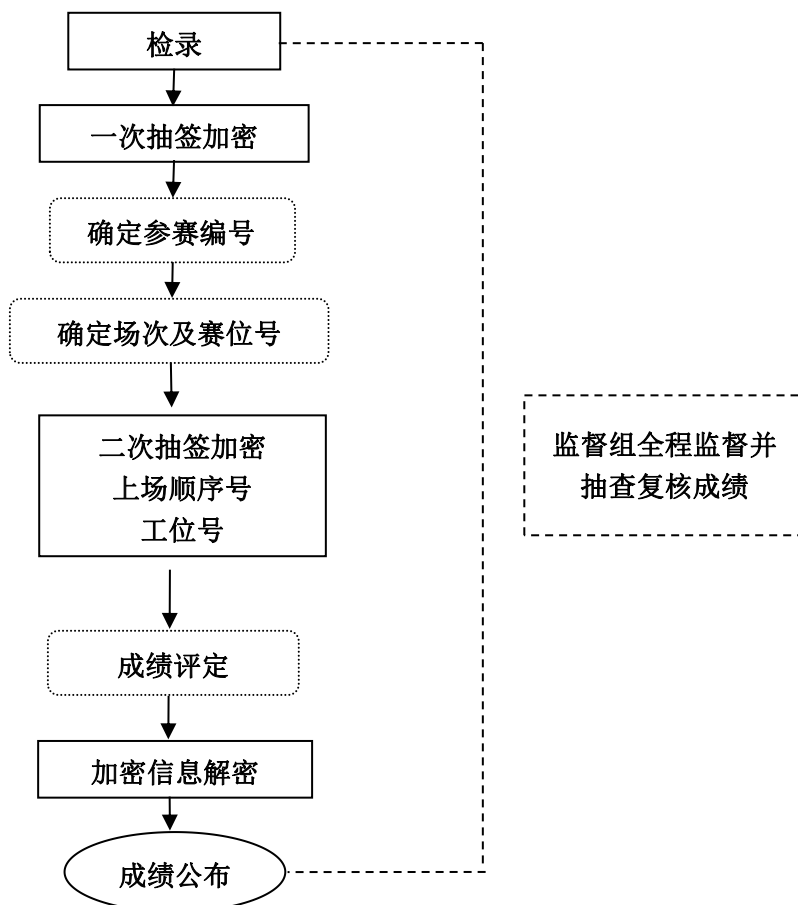 检录
一次抽签加密
确定参赛编号
确定场次及赛位号
二次抽签加密
上场顺序号
工位号
监督组全程监督并
抽查复核成绩
成绩评定
加密信息解密
成绩公布